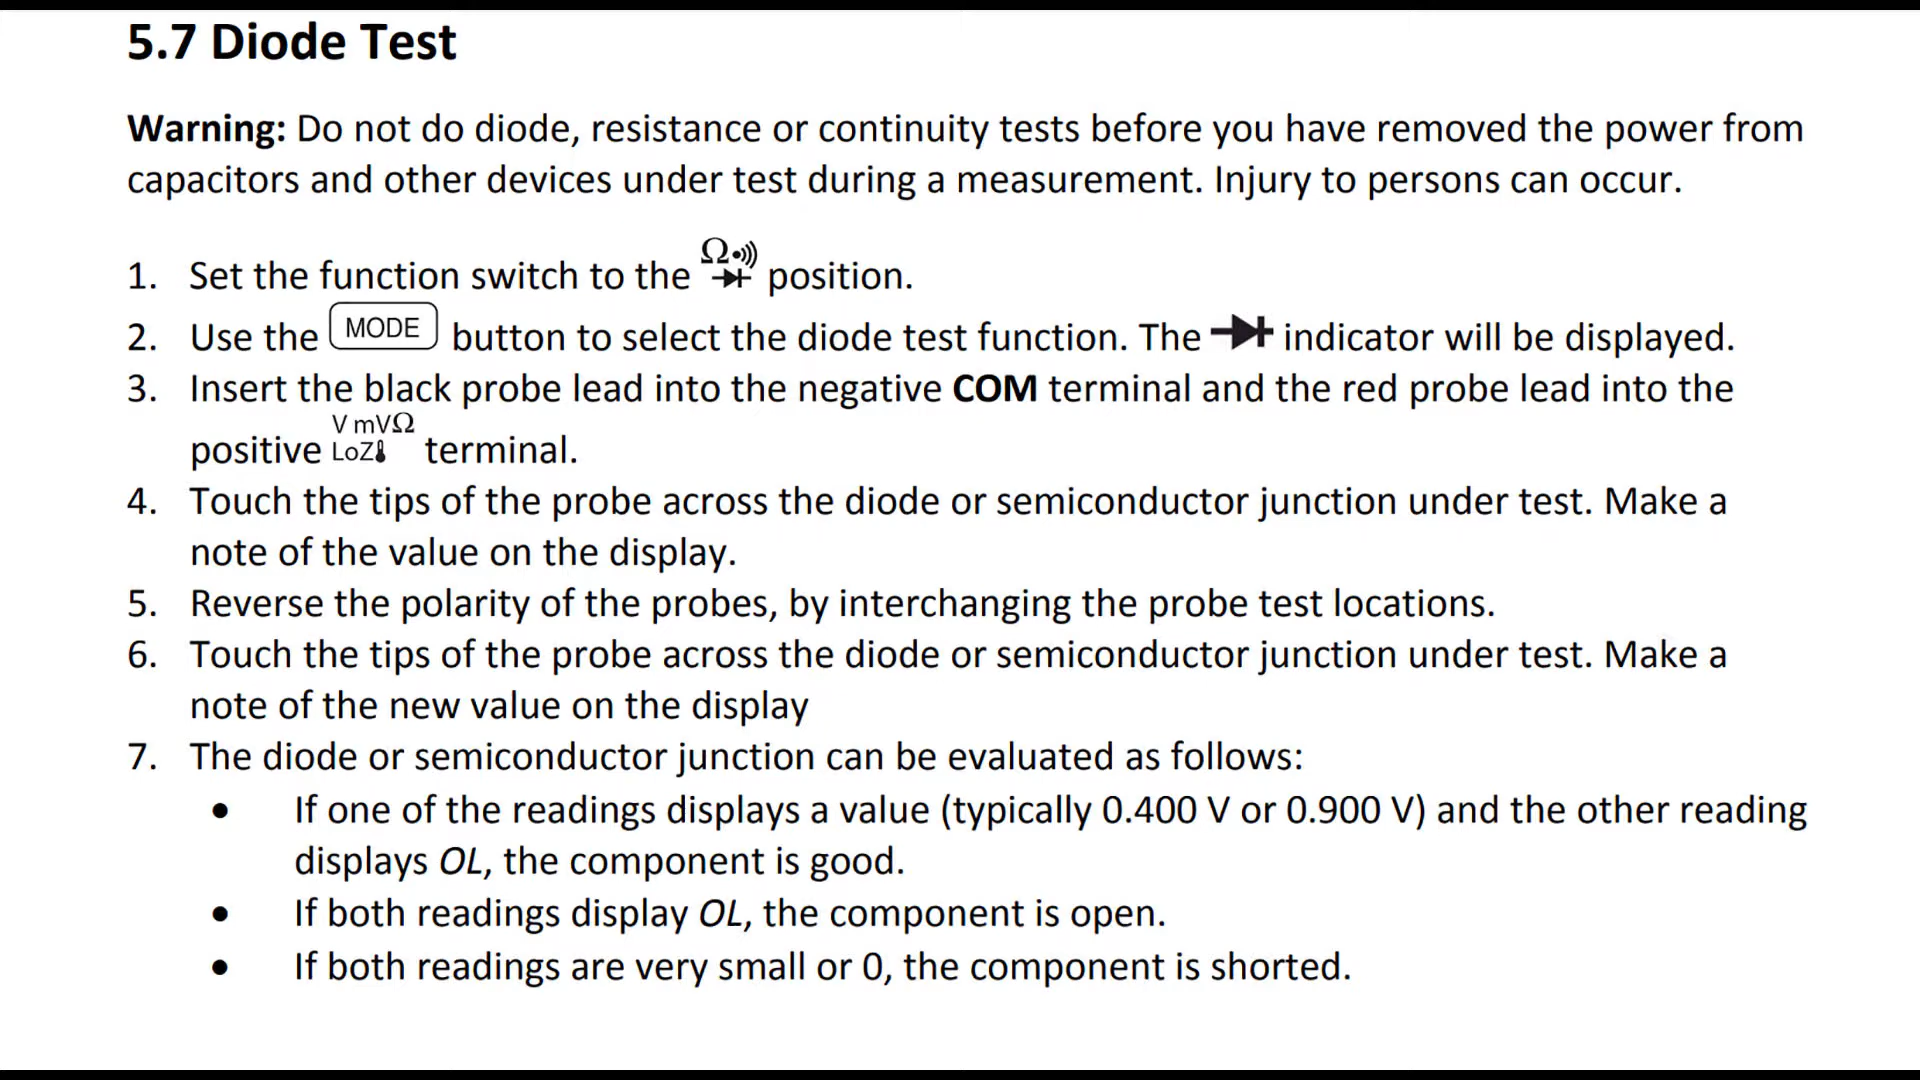 5.7 Diode Test
Warning: Do not do diode, resistance or continuity tests before you have removed the power from
capacitors and other devices under test during a measurement. Injury to persons can occur.
1. Set the function switch to the Ω position.
2. Use the MODE button to select the diode test function. The indicator will be displayed.
3. Insert the black probe lead into the negative COM terminal and the red probe lead into the
V mVΩ
positive LoZ terminal.
4. Touch the tips of the probe across the diode or semiconductor junction under test. Make a
note of the value on the display.
5. Reverse the polarity of the probes, by interchanging the probe test locations.
6. Touch the tips of the probe across the diode or semiconductor junction under test. Make a
note of the new value on the display
7. The diode or semiconductor junction can be evaluated as follows:
• If one of the readings displays a value (typically 0.400 V or 0.900 V) and the other reading
displays OL, the component is good.
• If both readings display OL, the component is open.
• If both readings are very small or 0, the component is shorted.